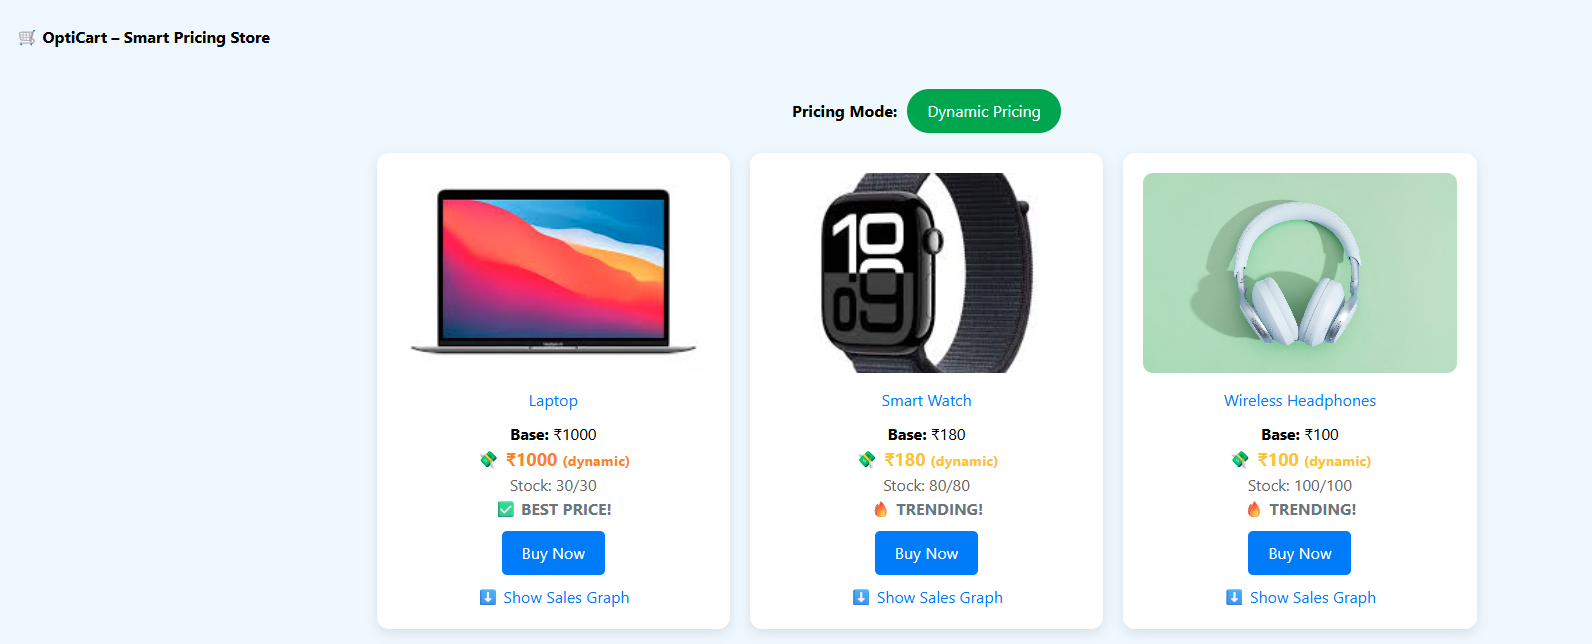 🛒 OptiCart – Smart Pricing Store
Pricing Mode: Dynamic Pricing
10
09
Laptop
Base: ₹1000
💸 ₹1000 (dynamic)
Stock: 30/30
✅ BEST PRICE!
Buy Now
⬇️ Show Sales Graph
Smart Watch
Base: ₹180
💸 ₹180 (dynamic)
Stock: 80/80
🔥 TRENDING!
Buy Now
⬇️ Show Sales Graph
Wireless Headphones
Base: ₹100
💸 ₹100 (dynamic)
Stock: 100/100
🔥 TRENDING!
Buy Now
⬇️ Show Sales Graph